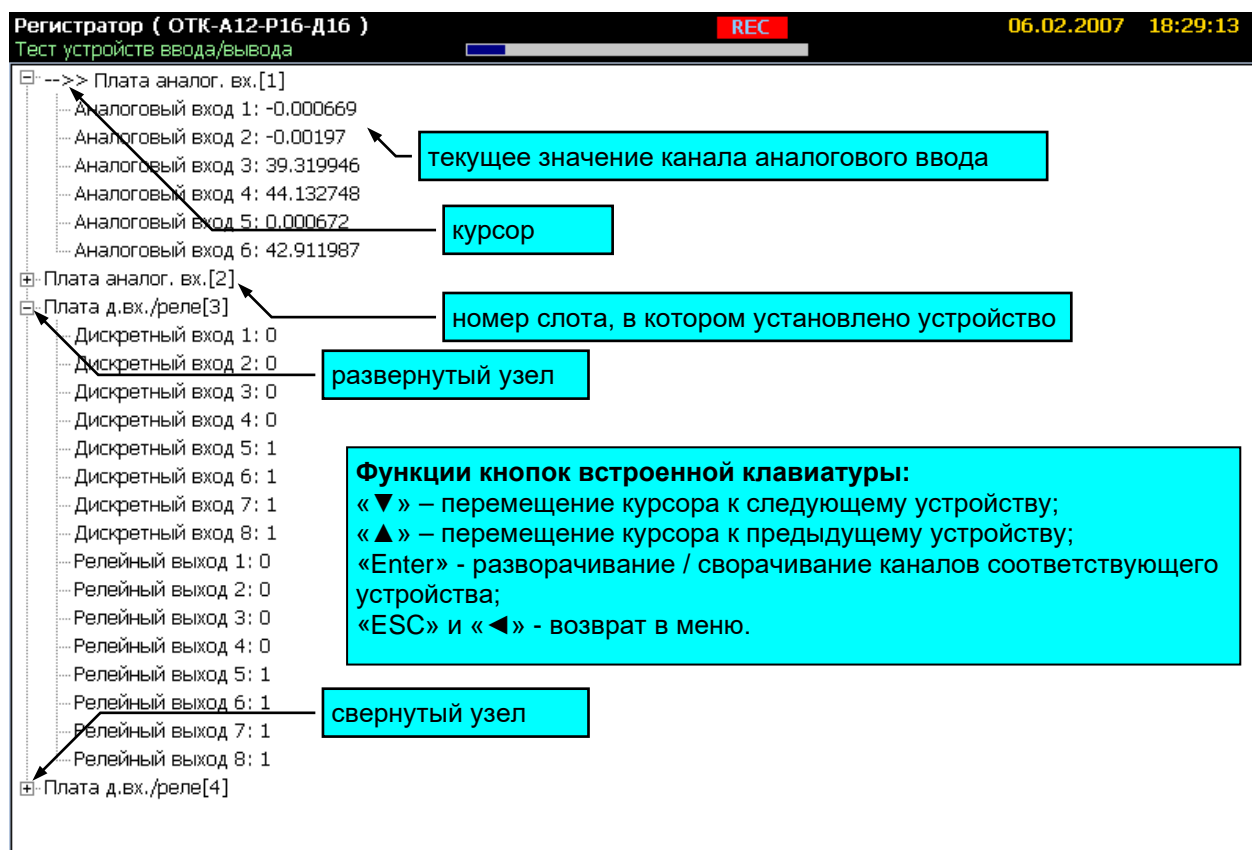 Регистратор ( ОТК-А12-Р16-Д16 ) REC 06.02.2007 18:29:13
Тест устройств ввода/вывода
-->> Плата аналог. вх.[1]
Аналоговый вход 1: -0.000669
Аналоговый вход 2: -0.00197
текущее значение канала аналогового ввода
Аналоговый вход 3: 39.319946
Аналоговый вход 4: 44.132748
Аналоговый вход 5: 0.000672
курсор
Аналоговый вход 6: 42.911987
Плата аналог. вх.[2]
Плата д.вх./реле[3]
номер слота, в котором установлено устройство
Дискретный вход 1: 0
Дискретный вход 2: 0
развернутый узел
Дискретный вход 3: 0
Дискретный вход 4: 0
Дискретный вход 5: 1
Дискретный вход 6: 1
Дискретный вход 7: 1
Дискретный вход 8: 1
Функции кнопок встроенной клавиатуры:
«▼» – перемещение курсора к следующему устройству;
«▲» – перемещение курсора к предыдущему устройству;
«Enter» - разворачивание / сворачивание каналов соответствующего
устройства;
«ESC» и «◄» - возврат в меню.
Релейный выход 1: 0
Релейный выход 2: 0
Релейный выход 3: 0
Релейный выход 4: 0
Релейный выход 5: 1
Релейный выход 6: 1
свернутый узел
Релейный выход 7: 1
Релейный выход 8: 1
Плата д.вх./реле[4]